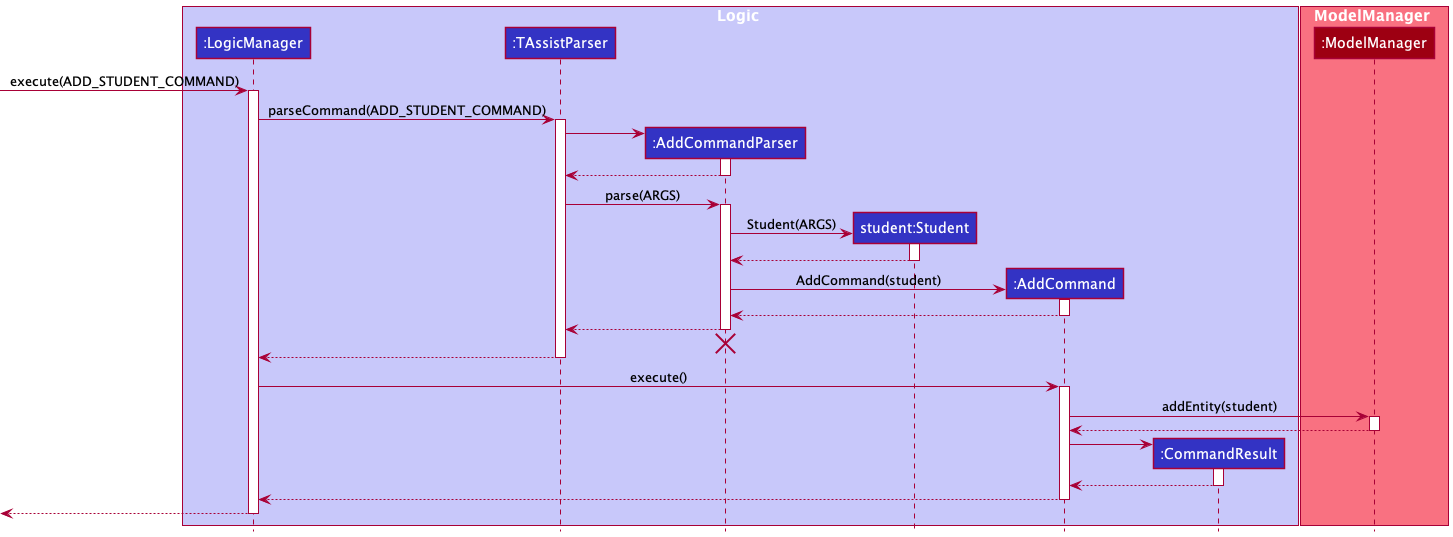 Logic
ModelManager
:LogicManager
:TAssistParser
:ModelManager
execute(ADD_STUDENT_COMMAND)
parseCommand(ADD_STUDENT_COMMAND)
:AddCommandParser
parse(ARGS)
Student(ARGS)
student:Student
AddCommand(student)
:AddCommand
execute()
addEntity(student)
:CommandResult